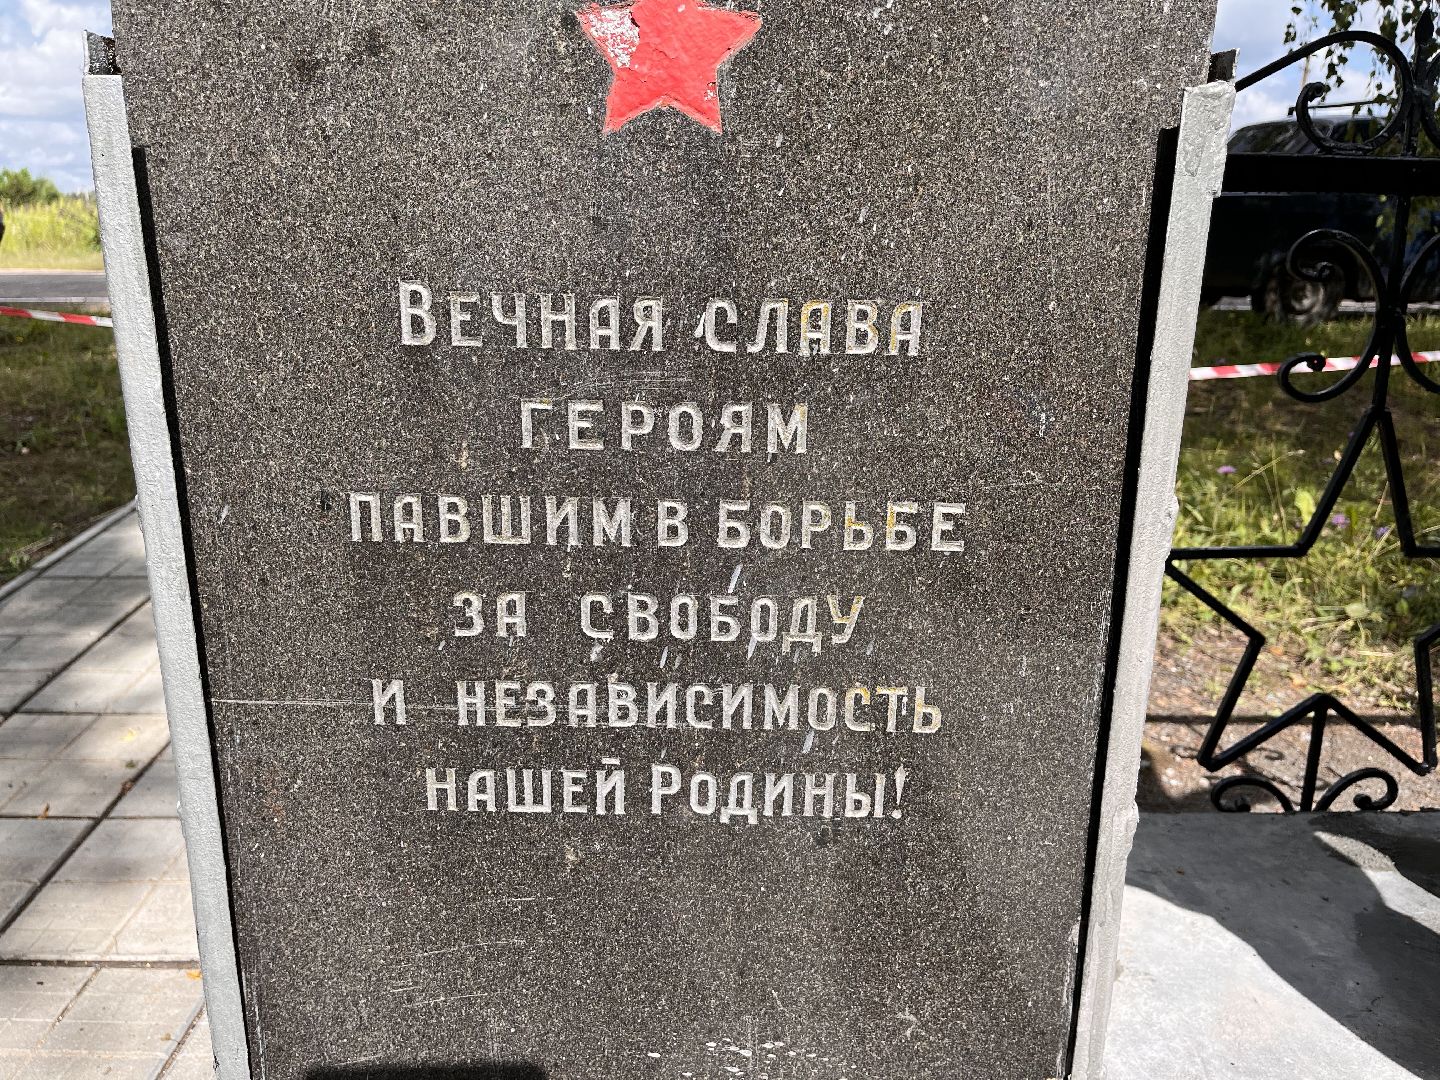 Вечная слава
героям
павшим в борьбе
за свободу
и независимость
нашей Родины!